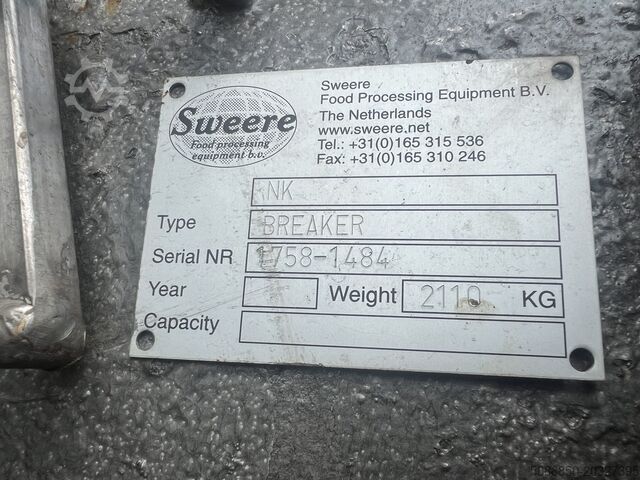 Sweere
Food processing
equipment b.v.
Sweere
Food Processing Equipment B.V.
The Netherlands
www.sweere.net
Tel.: +31(0)165 315 536
Fax: +31(0)165 310 246
NK
Type BREAKER
Serial NR 1758-1484
Year Weight 2110 KG
Capacity